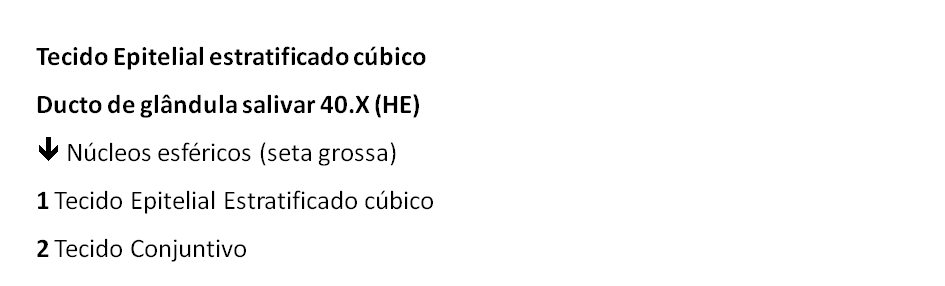 Tecido Epitelial estratificado cúbico
Ducto de glândula salivar 40.X (HE)
🡇 Núcleos esféricos (seta grossa)
1 Tecido Epitelial Estratificado cúbico
2 Tecido Conjuntivo